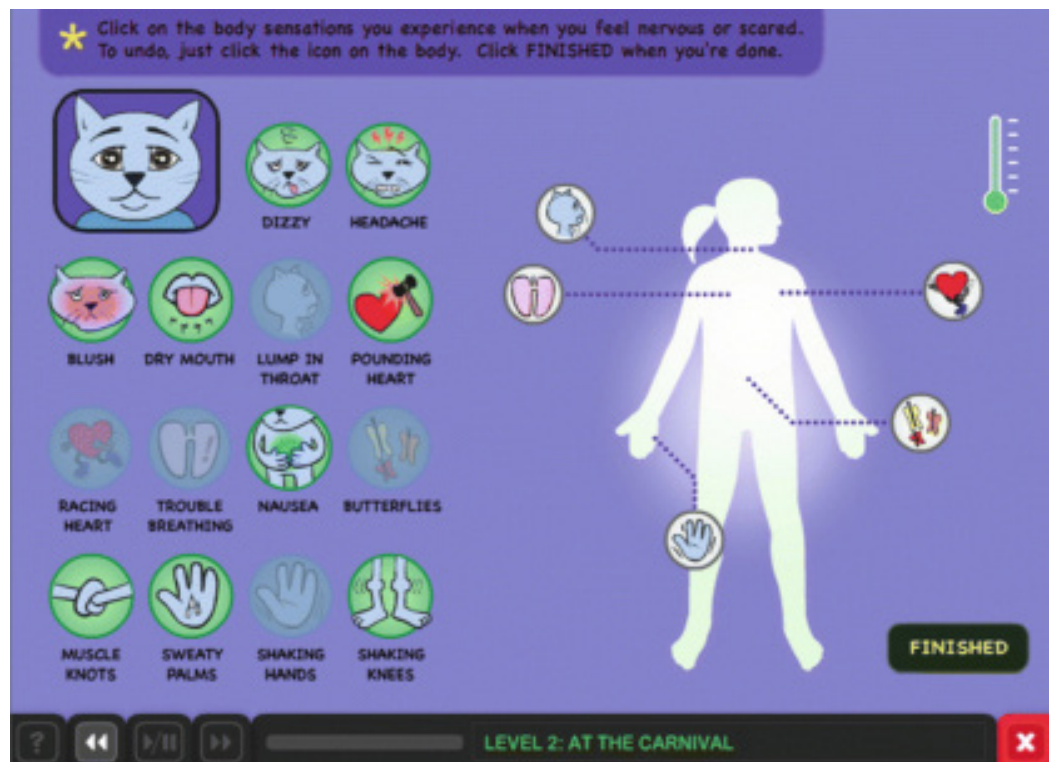 Click on the body sensations you experience when you feel nervous or scared.
To undo, just click the icon on the body.  Click FINISHED when you're done.
DIZZY
HEADACHE
BLUSH
DRY MOUTH
LUMP IN
THROAT
POUNDING
HEART
RACING
HEART
TROUBLE
BREATHING
NAUSEA
BUTTERFLIES
MUSCLE
KNOTS
SWEATY
PALMS
SHAKING
HANDS
SHAKING
KNEES
FINISHED
?
LEVEL 2: AT THE CARNIVAL
X